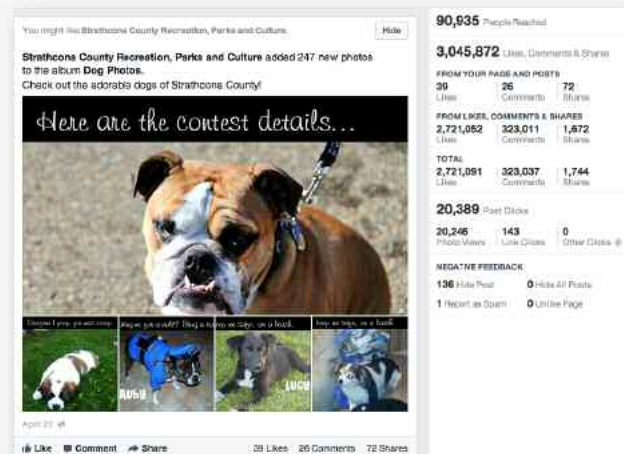 You might like Strathcona County Recreation, Parks and Culture.
Hide
Strathcona County Recreation, Parks and Culture added 247 new photos
to the album Dog Photos.
Check out the adorable dogs of Strathcona County!
Here are the contest details...
RUBY
LUCY
April 22
Like Comment Share
39 Likes 26 Comments 72 Shares
90,935 People Reached
3,045,872 Likes, Comments & Shares
FROM YOUR PAGE AND POSTS
39 26 72
Likes Comments Shares
FROM LIKES, COMMENTS & SHARES
2,721,052 323,011 1,672
Likes Comments Shares
TOTAL
2,721,091 323,037 1,744
Likes Comments Shares
20,389 Post Clicks
20,246 143 0
Photo Views Link Clicks Other Clicks
NEGATIVE FEEDBACK
136 Hide Post 0 Hide All Posts
1 Report as Spam 0 Unlike Page